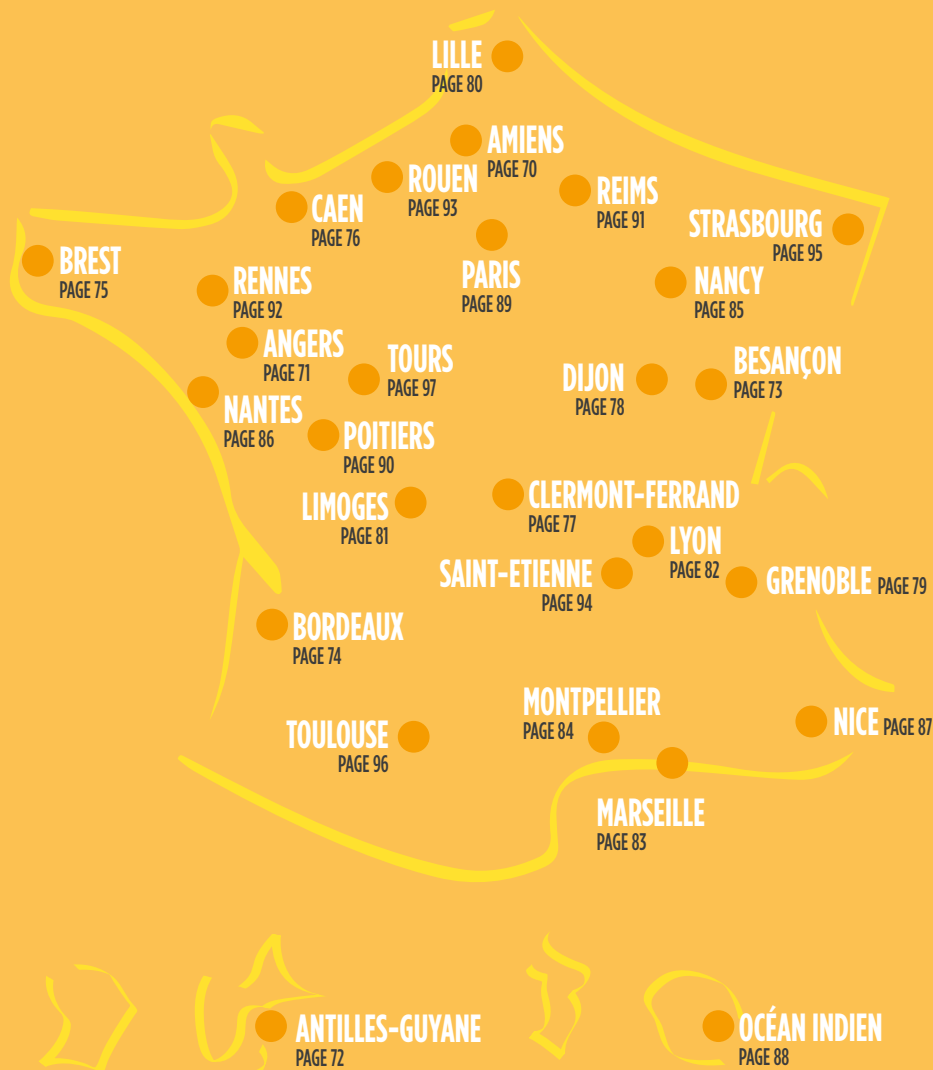 LILLE
PAGE 80
AMIENS
PAGE 70
ROUEN
PAGE 93
REIMS
PAGE 91
CAEN
PAGE 76
STRASBOURG
PAGE 95
BREST
PAGE 75
PARIS
PAGE 89
RENNES
PAGE 92
NANCY
PAGE 85
ANGERS
PAGE 71
TOURS
PAGE 97
DIJON
PAGE 78
BESANÇON
PAGE 73
NANTES
PAGE 86
POITIERS
PAGE 90
LIMOGES
PAGE 81
CLERMONT-FERRAND
PAGE 77
LYON
PAGE 82
SAINT-ETIENNE
PAGE 94
GRENOBLE PAGE 79
BORDEAUX
PAGE 74
MONTPELLIER
PAGE 84
NICE PAGE 87
TOULOUSE
PAGE 96
MARSEILLE
PAGE 83
ANTILLES-GUYANE
PAGE 72
OCÉAN INDIEN
PAGE 88